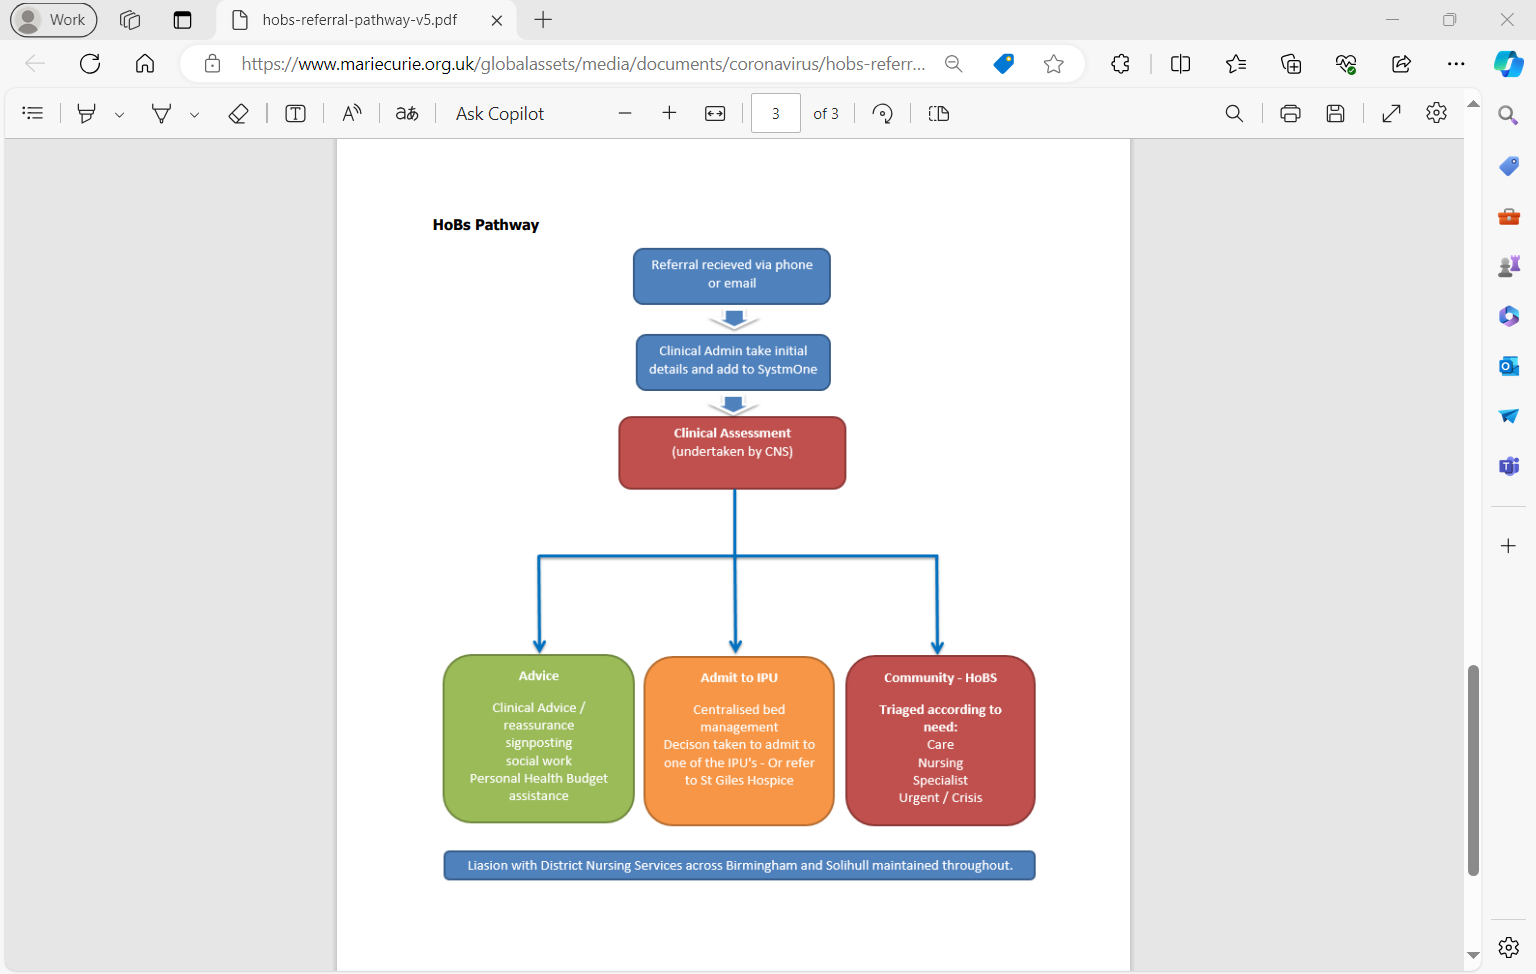 Work
hobs-referral-pathway-v5.pdf
https://www.mariecurie.org.uk/globalassets/media/documents/coronavirus/hobs-referr...
Ask Copilot
3
of 3
HoBs Pathway
Referral recieved via phone
or email
Clinical Admin take initial
details and add to SystmOne
Clinical Assessment
(undertaken by CNS)
Advice
Clinical Advice /
reassurance
signposting
social work
Personal Health Budget
assistance
Admit to IPU
Centralised bed
management
Decison taken to admit to
one of the IPU's - Or refer
to St Giles Hospice
Community - HoBS
Triaged according to
need:
Care
Nursing
Specialist
Urgent / Crisis
Liasion with District Nursing Services across Birmingham and Solihull maintained throughout.